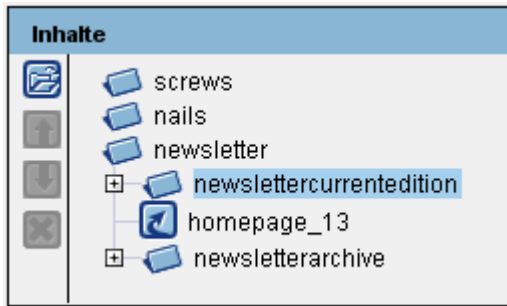 Inhalte
screws
nails
newsletter
newslettercurrentedition
homepage_13
newsletterarchive